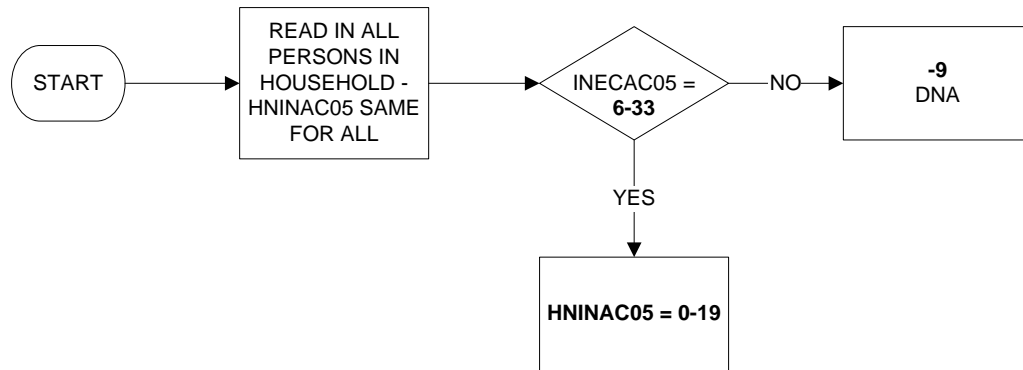 START
READ IN ALL
PERSONS IN
HOUSEHOLD -
HNINAC05 SAME
FOR ALL
INECAC05 =
6-33
NO
-9
DNA
YES
HNINAC05 = 0-19